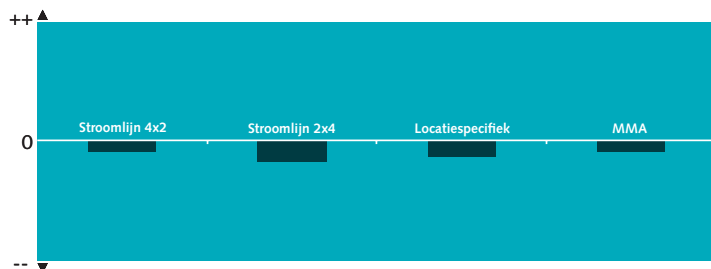 ++
Stroomlijn 4x2
Stroomlijn 2x4
Locatiespecifiek
MMA
0
--